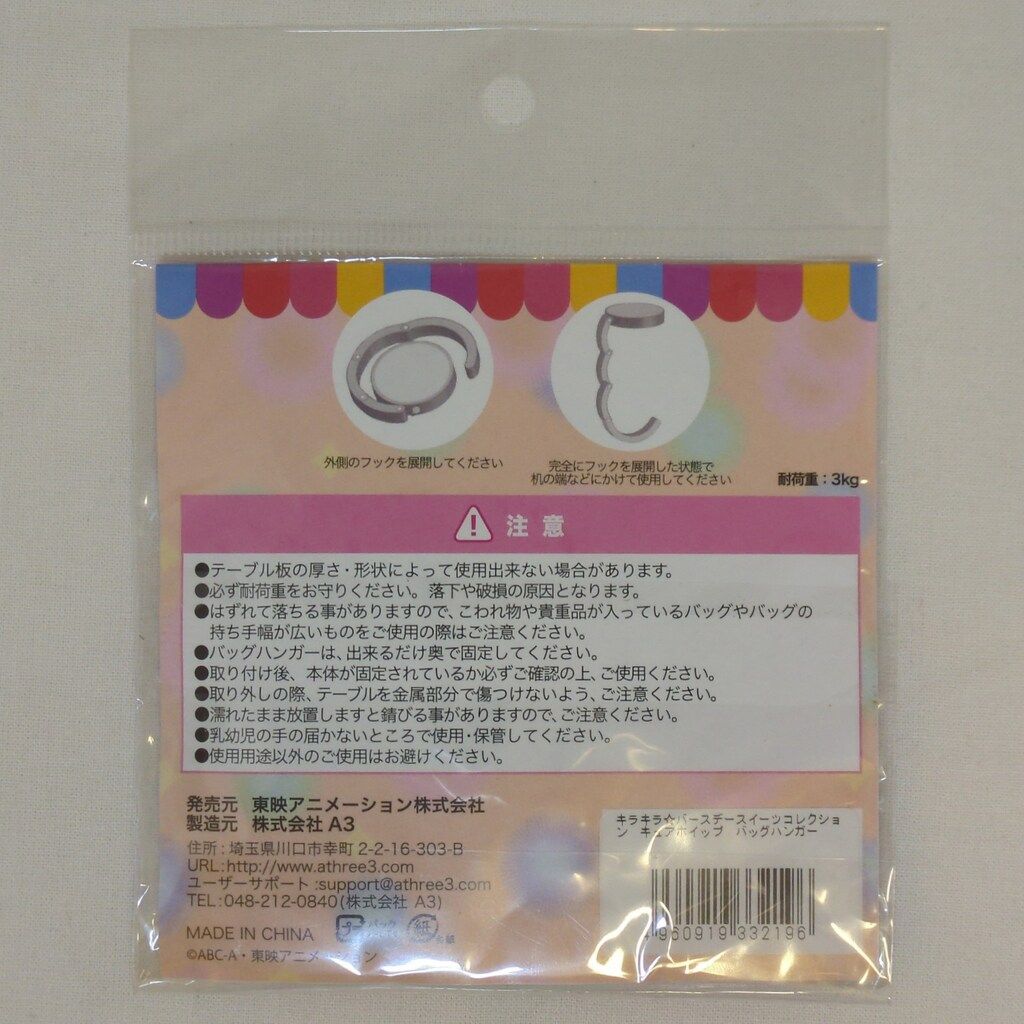 外側のフックを展開してください
完全にフックを展開した状態で
机の端などにかけて使用してください
耐荷重：3kg
注意
●テーブル板の厚さ・形状によって使用出来ない場合があります。
●必ず耐荷重をお守りください。落下や破損の原因となります。
●はずれて落ちる事がありますので、こわれ物や貴重品が入っているバッグやバッグの
持ち手幅が広いものをご使用の際はご注意ください。
●バッグハンガーは、出来るだけ奥で固定してください。
●取り付け後、本体が固定されているか必ずご確認の上、ご使用ください。
●取り外しの際、テーブルを金属部分で傷つけないよう、ご注意ください。
●濡れたまま放置しますと錆びる事がありますので、ご注意ください。
●乳幼児の手の届かないところで使用・保管してください。
●使用用途以外のご使用はお避けください。
発売元 東映アニメーション株式会社
製造元 株式会社 A3
住所：埼玉県川口市幸町 2-2-16-303-B
URL:http://www.athree3.com
ユーザーサポート:support@athree3.com
TEL:048-212-0840(株式会社 A3)
MADE IN CHINA
プラ パック
紙 台紙
©ABC-A・東映アニメーション
キラキラ☆バースデースイーツコレクショ
ン キュアホイップ バッグハンガー
4960919332196